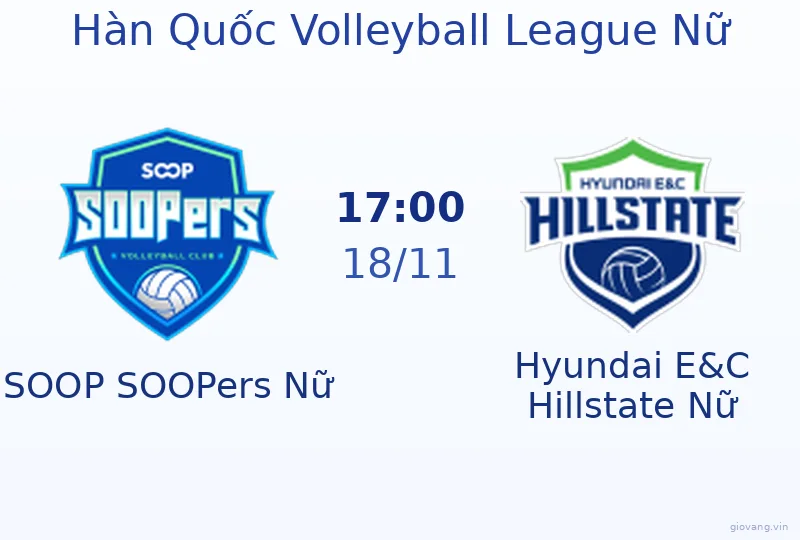 Hàn Quốc Volleyball League Nữ
SOOP
SOOPers
VOLLEYBALL CLUB
HYUNDAI E&C
HILLSTATE
17:00
18/11
SOOP SOOPers Nữ
Hyundai E&C
Hillstate Nữ
giovang.vin